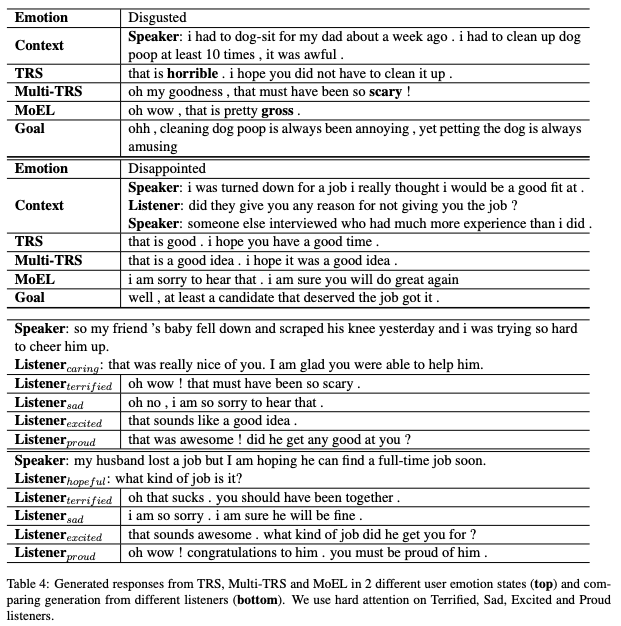 Emotion Disgusted
Context Speaker: i had to dog-sit for my dad about a week ago . i had to clean up dog
poop at least 10 times , it was awful .
TRS that is horrible . i hope you did not have to clean it up .
Multi-TRS oh my goodness , that must have been so scary !
MoEL oh wow , that is pretty gross .
Goal ohh , cleaning dog poop is always been annoying , yet petting the dog is always
amusing
Emotion Disappointed
Context Speaker: i was turned down for a job i really thought i would be a good fit at .
Listener: did they give you any reason for not giving you the job ?
Speaker: someone else interviewed who had much more experience than i did .
TRS that is good . i hope you have a good time .
Multi-TRS that is a good idea . i hope it was a good idea .
MoEL i am sorry to hear that . i am sure you will do great again
Goal well , at least a candidate that deserved the job got it .
Speaker: so my friend 's baby fell down and scraped his knee yesterday and i was trying so hard
to cheer him up.
Listener caring: that was really nice of you. I am glad you were able to help him.
Listener terrified oh wow ! that must have been so scary .
Listener sad oh no , i am so sorry to hear that .
Listener excited that sounds like a good idea .
Listener proud that was awesome ! did he get any good at you ?
Speaker: my husband lost a job but I am hoping he can find a full-time job soon.
Listener hopeful: what kind of job is it?
Listener terrified oh that sucks . you should have been together .
Listener sad i am so sorry . i am sure he will be fine .
Listener excited that sounds awesome . what kind of job did he get you for ?
Listener proud oh wow ! congratulations to him . you must be proud of him .
Table 4: Generated responses from TRS, Multi-TRS and MoEL in 2 different user emotion states (top) and com-
paring generation from different listeners (bottom). We use hard attention on Terrified, Sad, Excited and Proud
listeners.